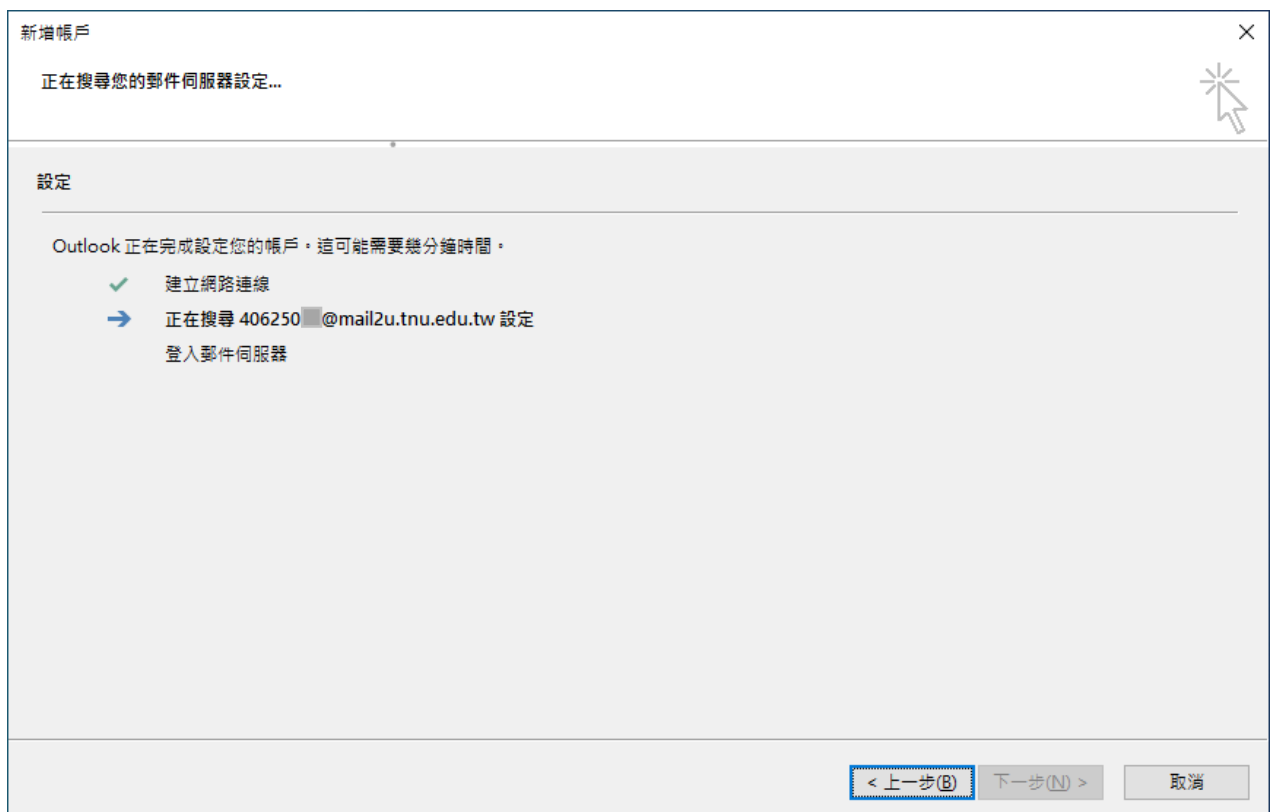 新增帳戶
正在搜尋您的郵件伺服器設定...
設定
Outlook 正在完成設定您的帳戶。這可能需要幾分鐘時間。
建立網路連線
正在搜尋 406250 @mail2u.tnu.edu.tw 設定
登入郵件伺服器
< 上一步(B)
下一步(N) >
取消